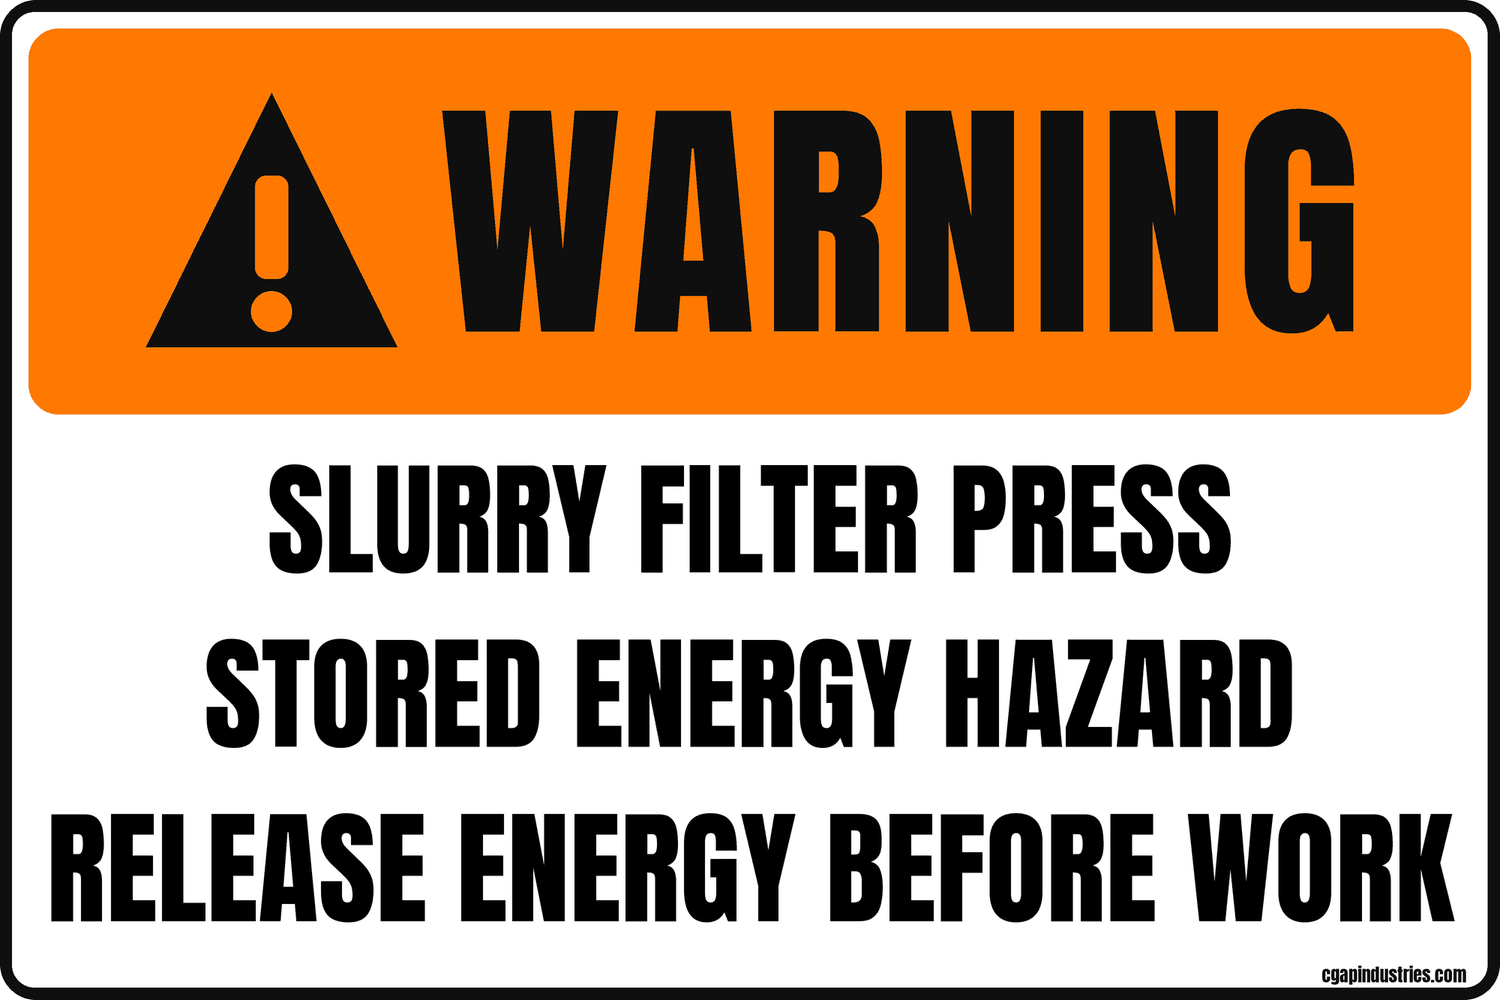 WARNING
SLURRY FILTER PRESS
STORED ENERGY HAZARD
RELEASE ENERGY BEFORE WORK
cgapindustries.com